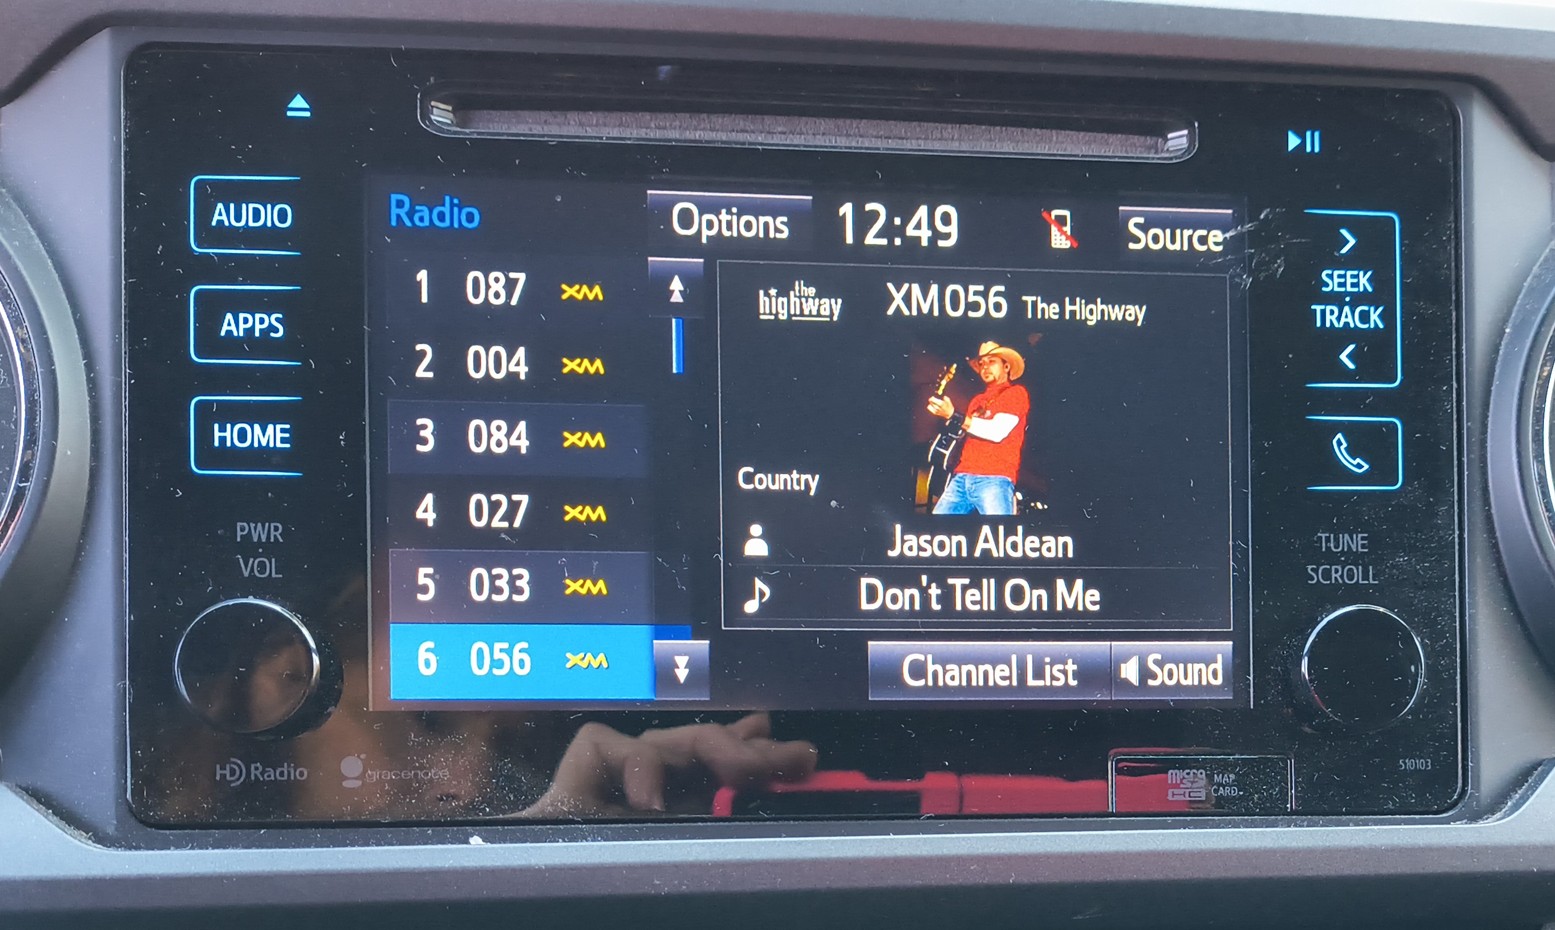 AUDIO
APPS
HOME
PWR
VOL
Radio
Options
12:49
Source
1 087 XM
2 004 XM
3 084 XM
4 027 XM
5 033 XM
6 056 XM
the
highway
XM056 The Highway
Country
Jason Aldean
Don't Tell On Me
Channel List
Sound
SEEK
TRACK
TUNE
SCROLL
HD Radio
gracenote
micro
SD
HC
MAP
CARD
510103